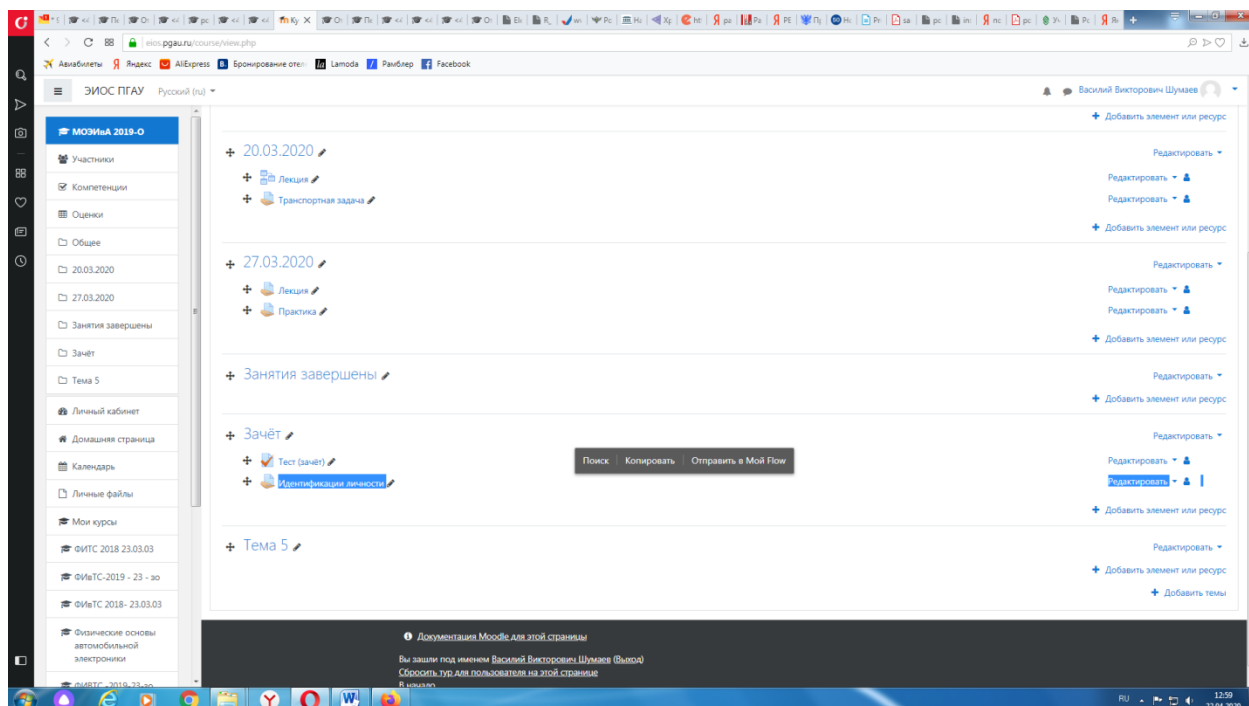 eios.pgau.ru/course/view.php
Авиабилеты Яндекс AliExpress Бронирование отел Lamoda Рамблер Facebook
ЭИОС ПГАУ Русский (ru)
Василий Викторович Шумаев
МОЭИвА 2019-О
Участники
Компетенции
Оценки
Общее
20.03.2020
27.03.2020
Занятия завершены
Зачёт
Тема 5
Личный кабинет
Домашняя страница
Календарь
Личные файлы
Мои курсы
ФИТС 2018 23.03.03
ФИвТС-2019 - 23 - зо
ФИвТС 2018- 23.03.03
Физические основы
автомобильной
электроники
Добавить элемент или ресурс
20.03.2020 Редактировать
Лекция Редактировать
Транспортная задача Редактировать
Добавить элемент или ресурс
27.03.2020 Редактировать
Лекция Редактировать
Практика Редактировать
Добавить элемент или ресурс
Занятия завершены Редактировать
Добавить элемент или ресурс
Зачёт Редактировать
Поиск Копировать Отправить в Мой Flow
Тест (зачёт) Редактировать
Идентификации личности Редактировать
Добавить элемент или ресурс
Тема 5 Редактировать
Добавить элемент или ресурс
Добавить темы
Документация Moodle для этой страницы
Вы зашли под именем Василий Викторович Шумаев (Выход)
Сбросить тур для пользователя на этой странице
В начало
RU 12:59